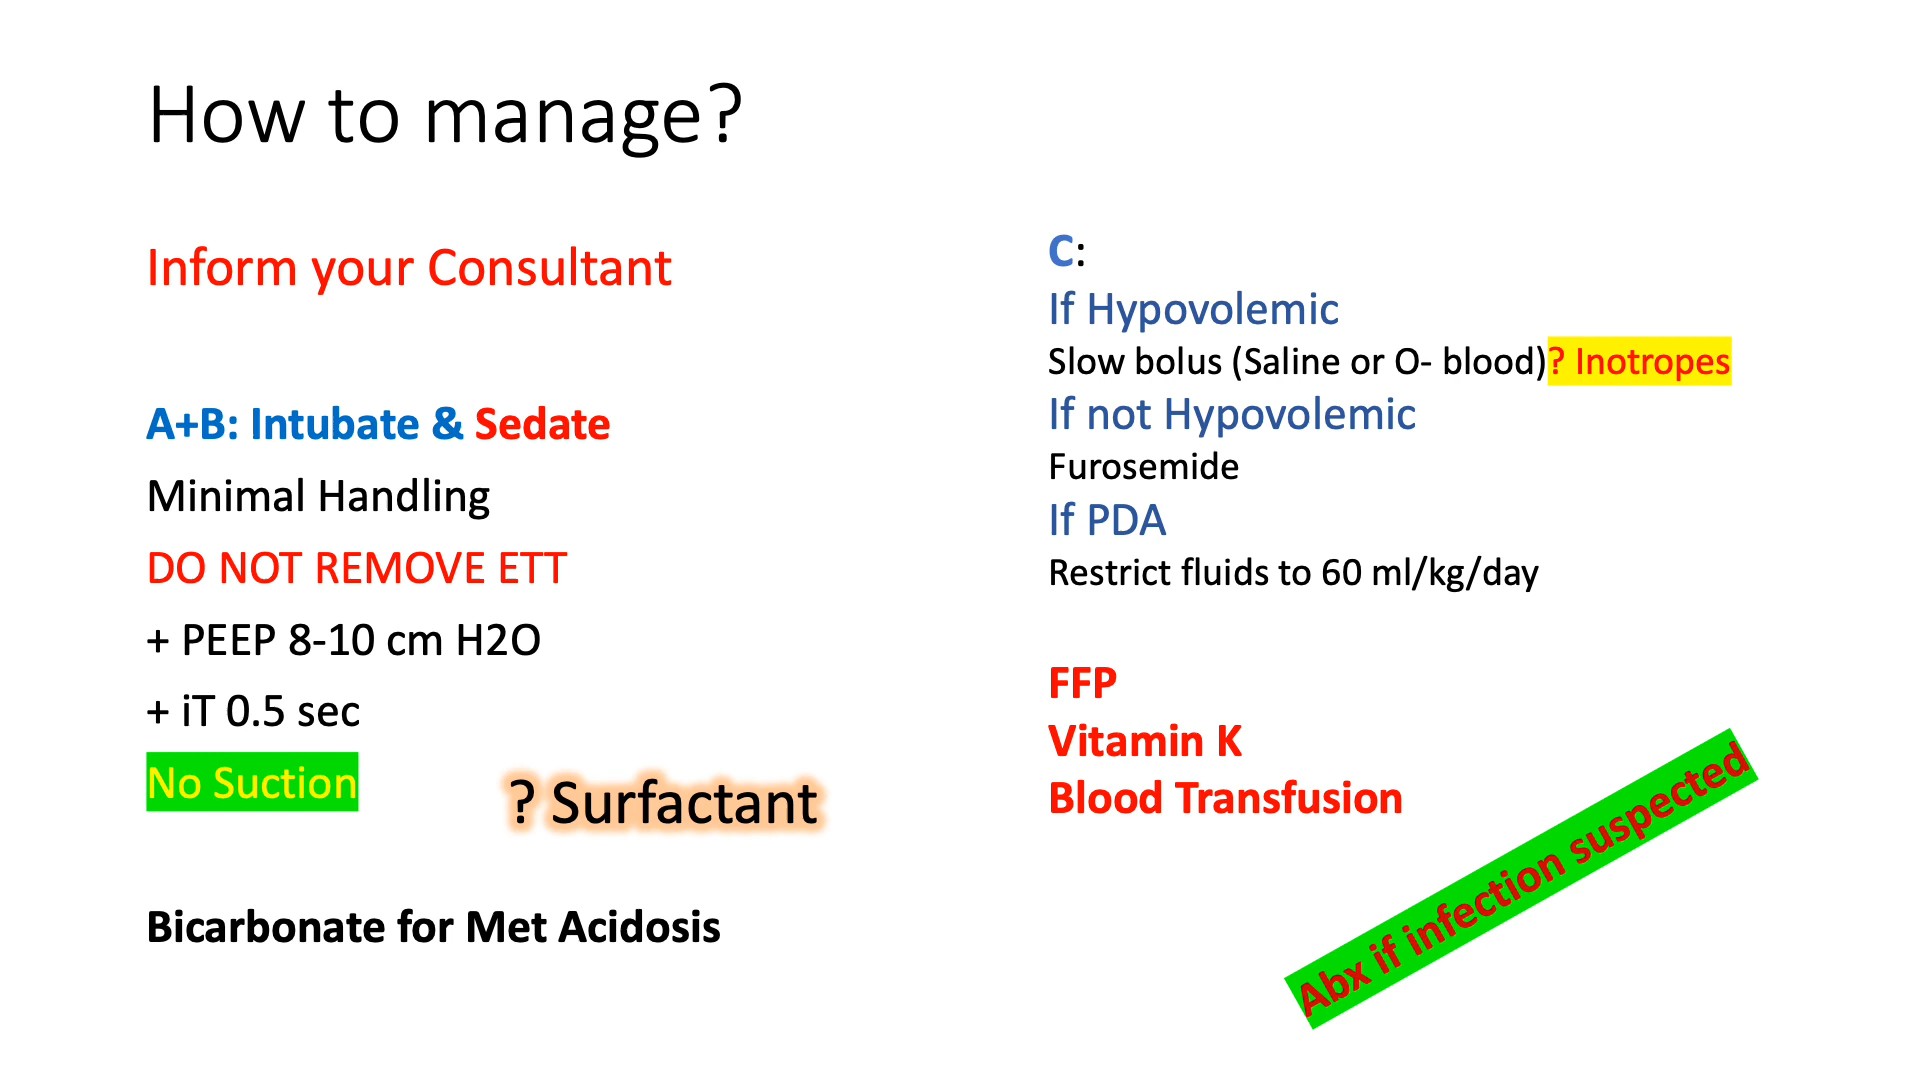 How to manage?
Inform your Consultant
A+B: Intubate & Sedate
Minimal Handling
DO NOT REMOVE ETT
+ PEEP 8-10 cm H2O
+ iT 0.5 sec
No Suction
? Surfactant
Bicarbonate for Met Acidosis
C:
If Hypovolemic
Slow bolus (Saline or O- blood)? Inotropes
If not Hypovolemic
Furosemide
If PDA
Restrict fluids to 60 ml/kg/day
FFP
Vitamin K
Blood Transfusion
Abx if infection suspected